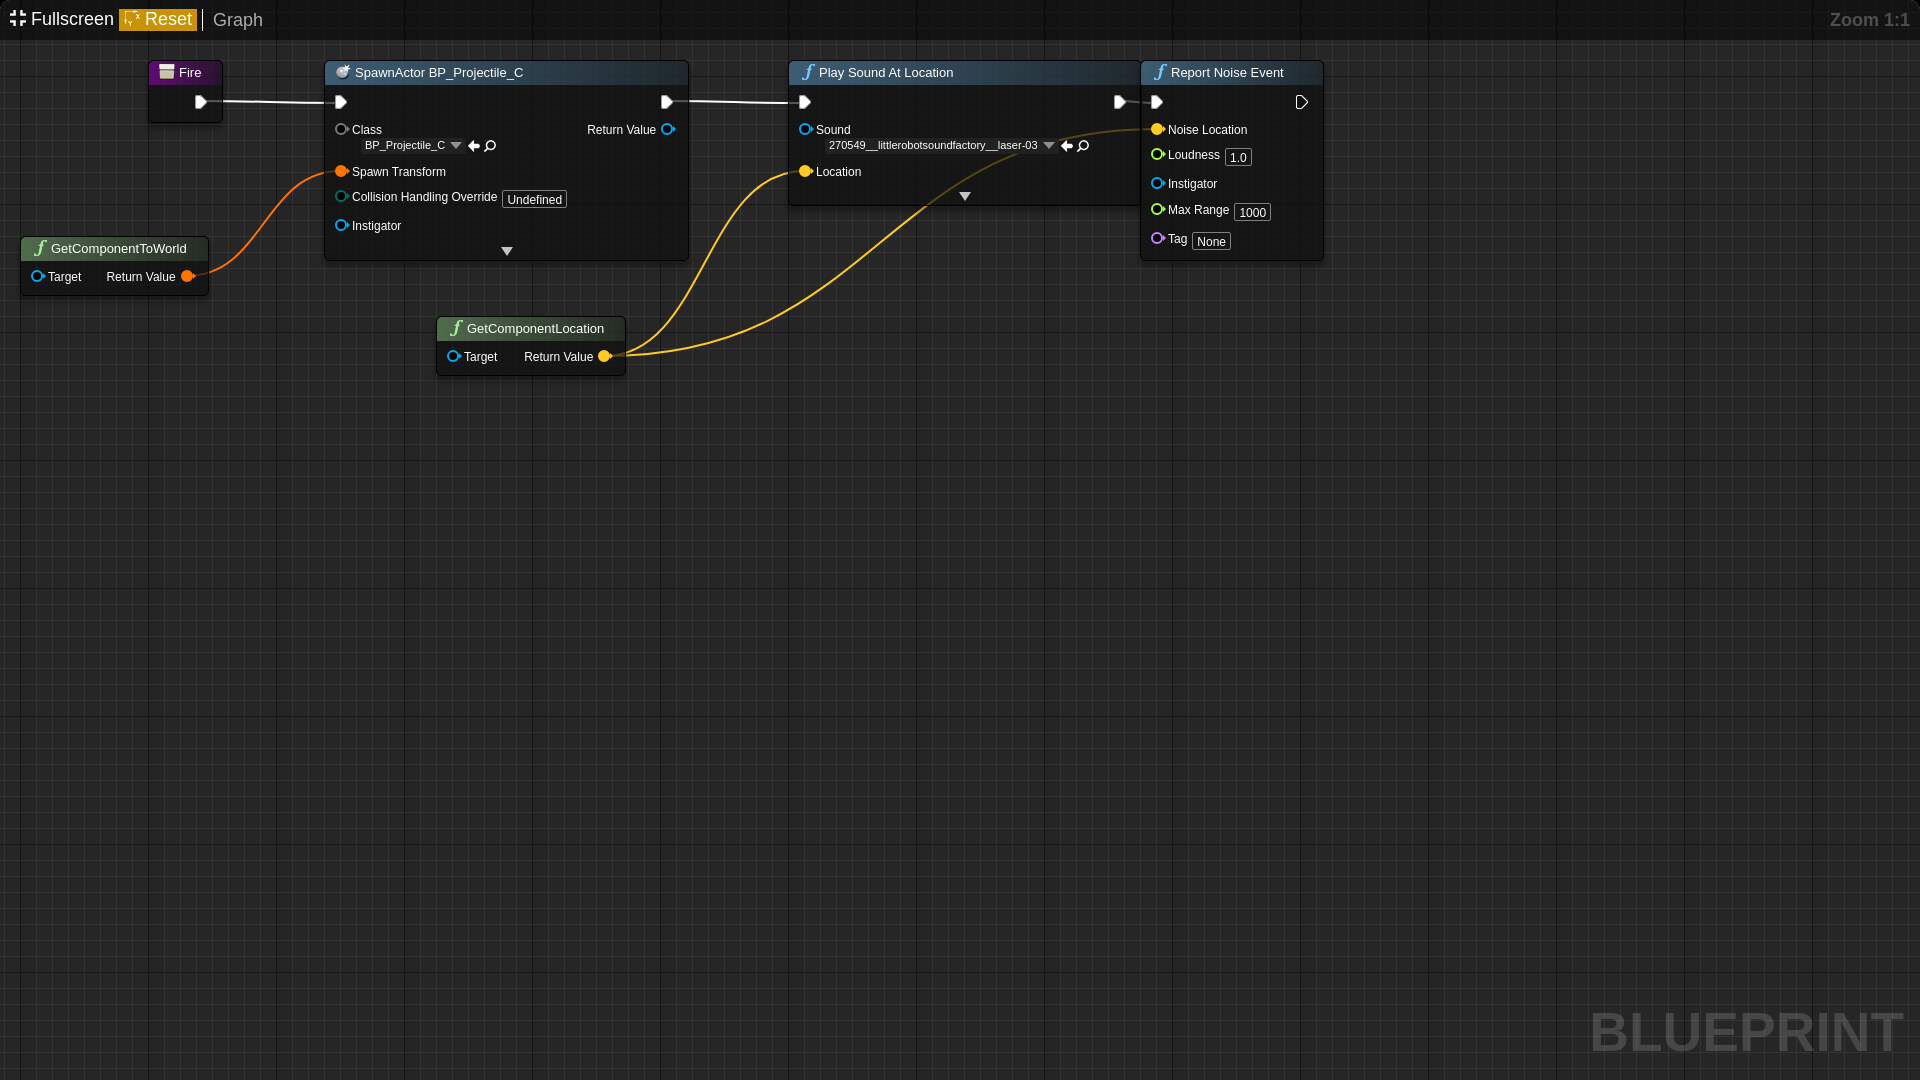 Fullscreen Reset Graph Zoom 1:1
Fire
SpawnActor BP_Projectile_C
Class
Return Value
BP_Projectile_C
Spawn Transform
Collision Handling Override Undefined
Instigator
Play Sound At Location
Sound
270549__littlerobotsoundfactory__laser-03
Location
Report Noise Event
Noise Location
Loudness 1.0
Instigator
Max Range 1000
Tag None
GetComponentToWorld
Target Return Value
GetComponentLocation
Target Return Value
BLUEPRINT